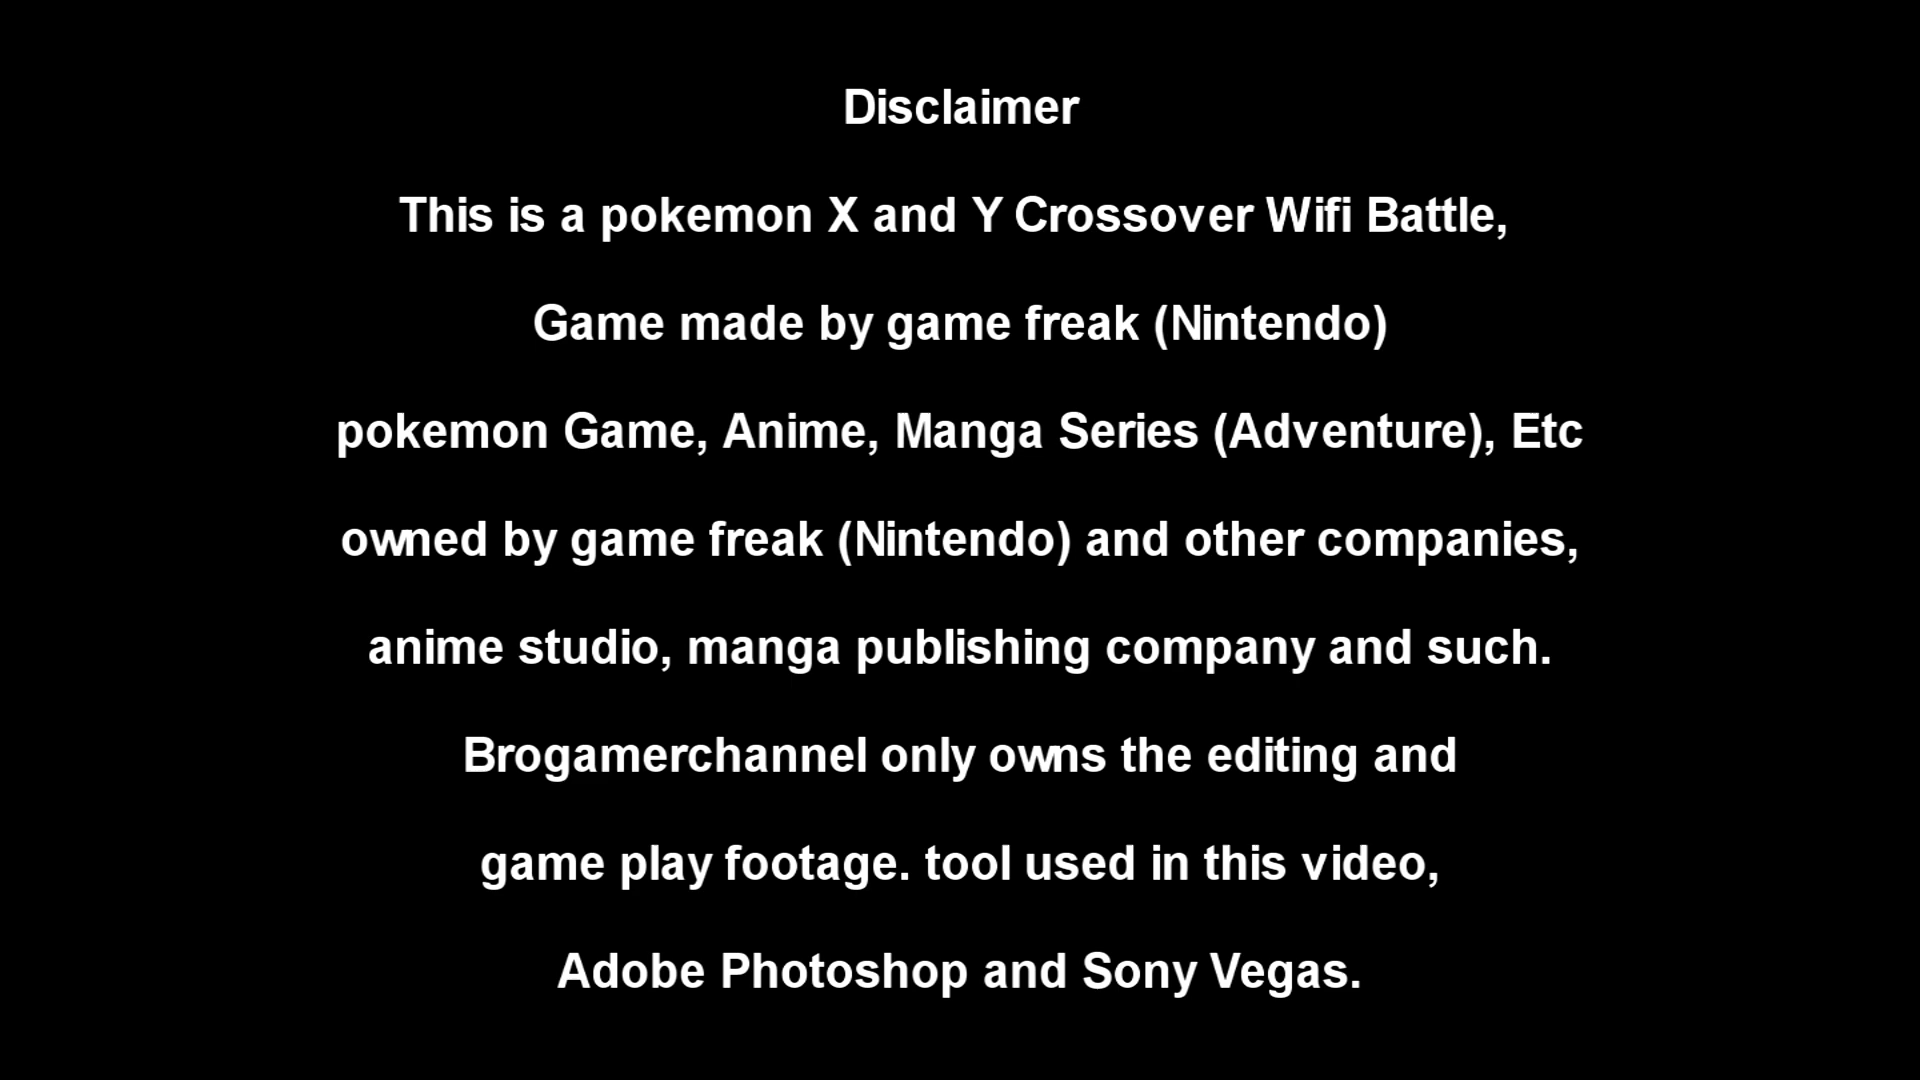 Disclaimer
This is a pokemon X and Y Crossover Wifi Battle,
Game made by game freak (Nintendo)
pokemon Game, Anime, Manga Series (Adventure), Etc
owned by game freak (Nintendo) and other companies,
anime studio, manga publishing company and such.
Brogamerchannel only owns the editing and
game play footage. tool used in this video,
Adobe Photoshop and Sony Vegas.